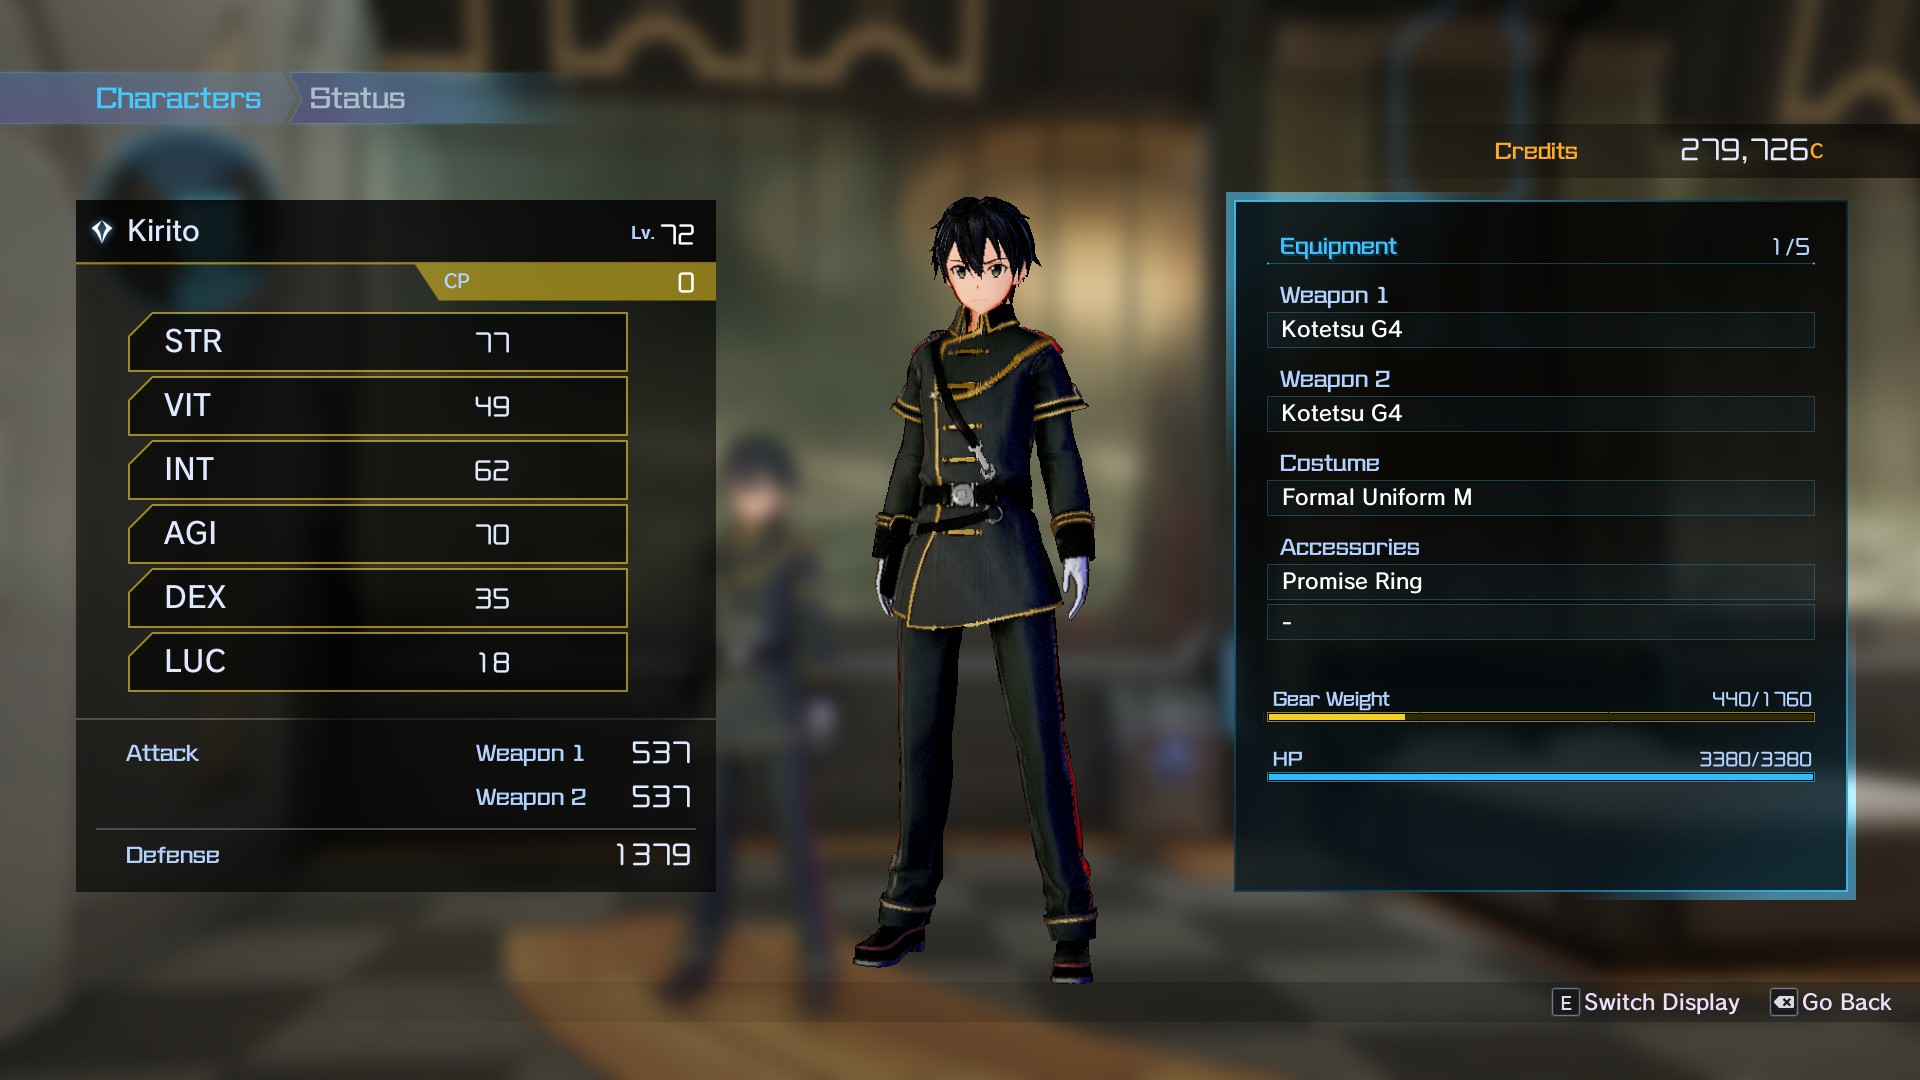 Characters
Status
Credits 279,726C
Kirito Lv. 72
CP 0
STR 77
VIT 49
INT 62
AGI 70
DEX 35
LUC 18
Attack Weapon 1 537
Weapon 2 537
Defense 1379
Equipment 1/5
Weapon 1
Kotetsu G4
Weapon 2
Kotetsu G4
Costume
Formal Uniform M
Accessories
Promise Ring
-
Gear Weight 440/1760
HP 3380/3380
E Switch Display
Go Back